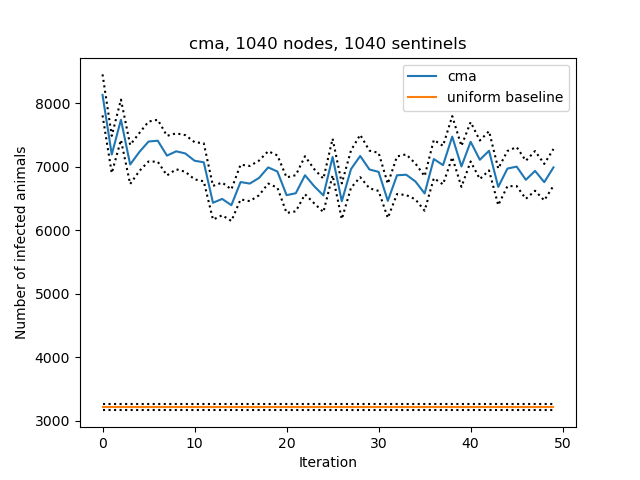 cma, 1040 nodes, 1040 sentinels
cma
uniform baseline
8000
7000
6000
5000
4000
3000
Number of infected animals
0 10 20 30 40 50
Iteration